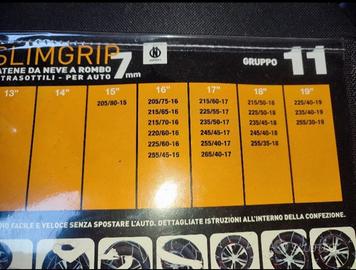 SLIMGRIP 7mm
CATENE DA NEVE A ROMBO
TRASOTTILI - PER AUTO
GRUPPO 11
13" 14" 15" 16" 17" 18" 19"
205/80-15 205/75-16 215/60-17 215/50-18 225/40-19
215/65-16 225/55-17 225/50-18 235/40-19
215/70-16 235/50-17 235/45-18 255/30-19
220/60-16 245/45-17 245/40-18
225/60-16 255/40-17 255/35-18
255/45-16 265/40-17
IO FACILE E VELOCE SENZA SPOSTARE L'AUTO. DETTAGLIATE ISTRUZIONI ALL'INTERNO DELLA CONFEZIONE.